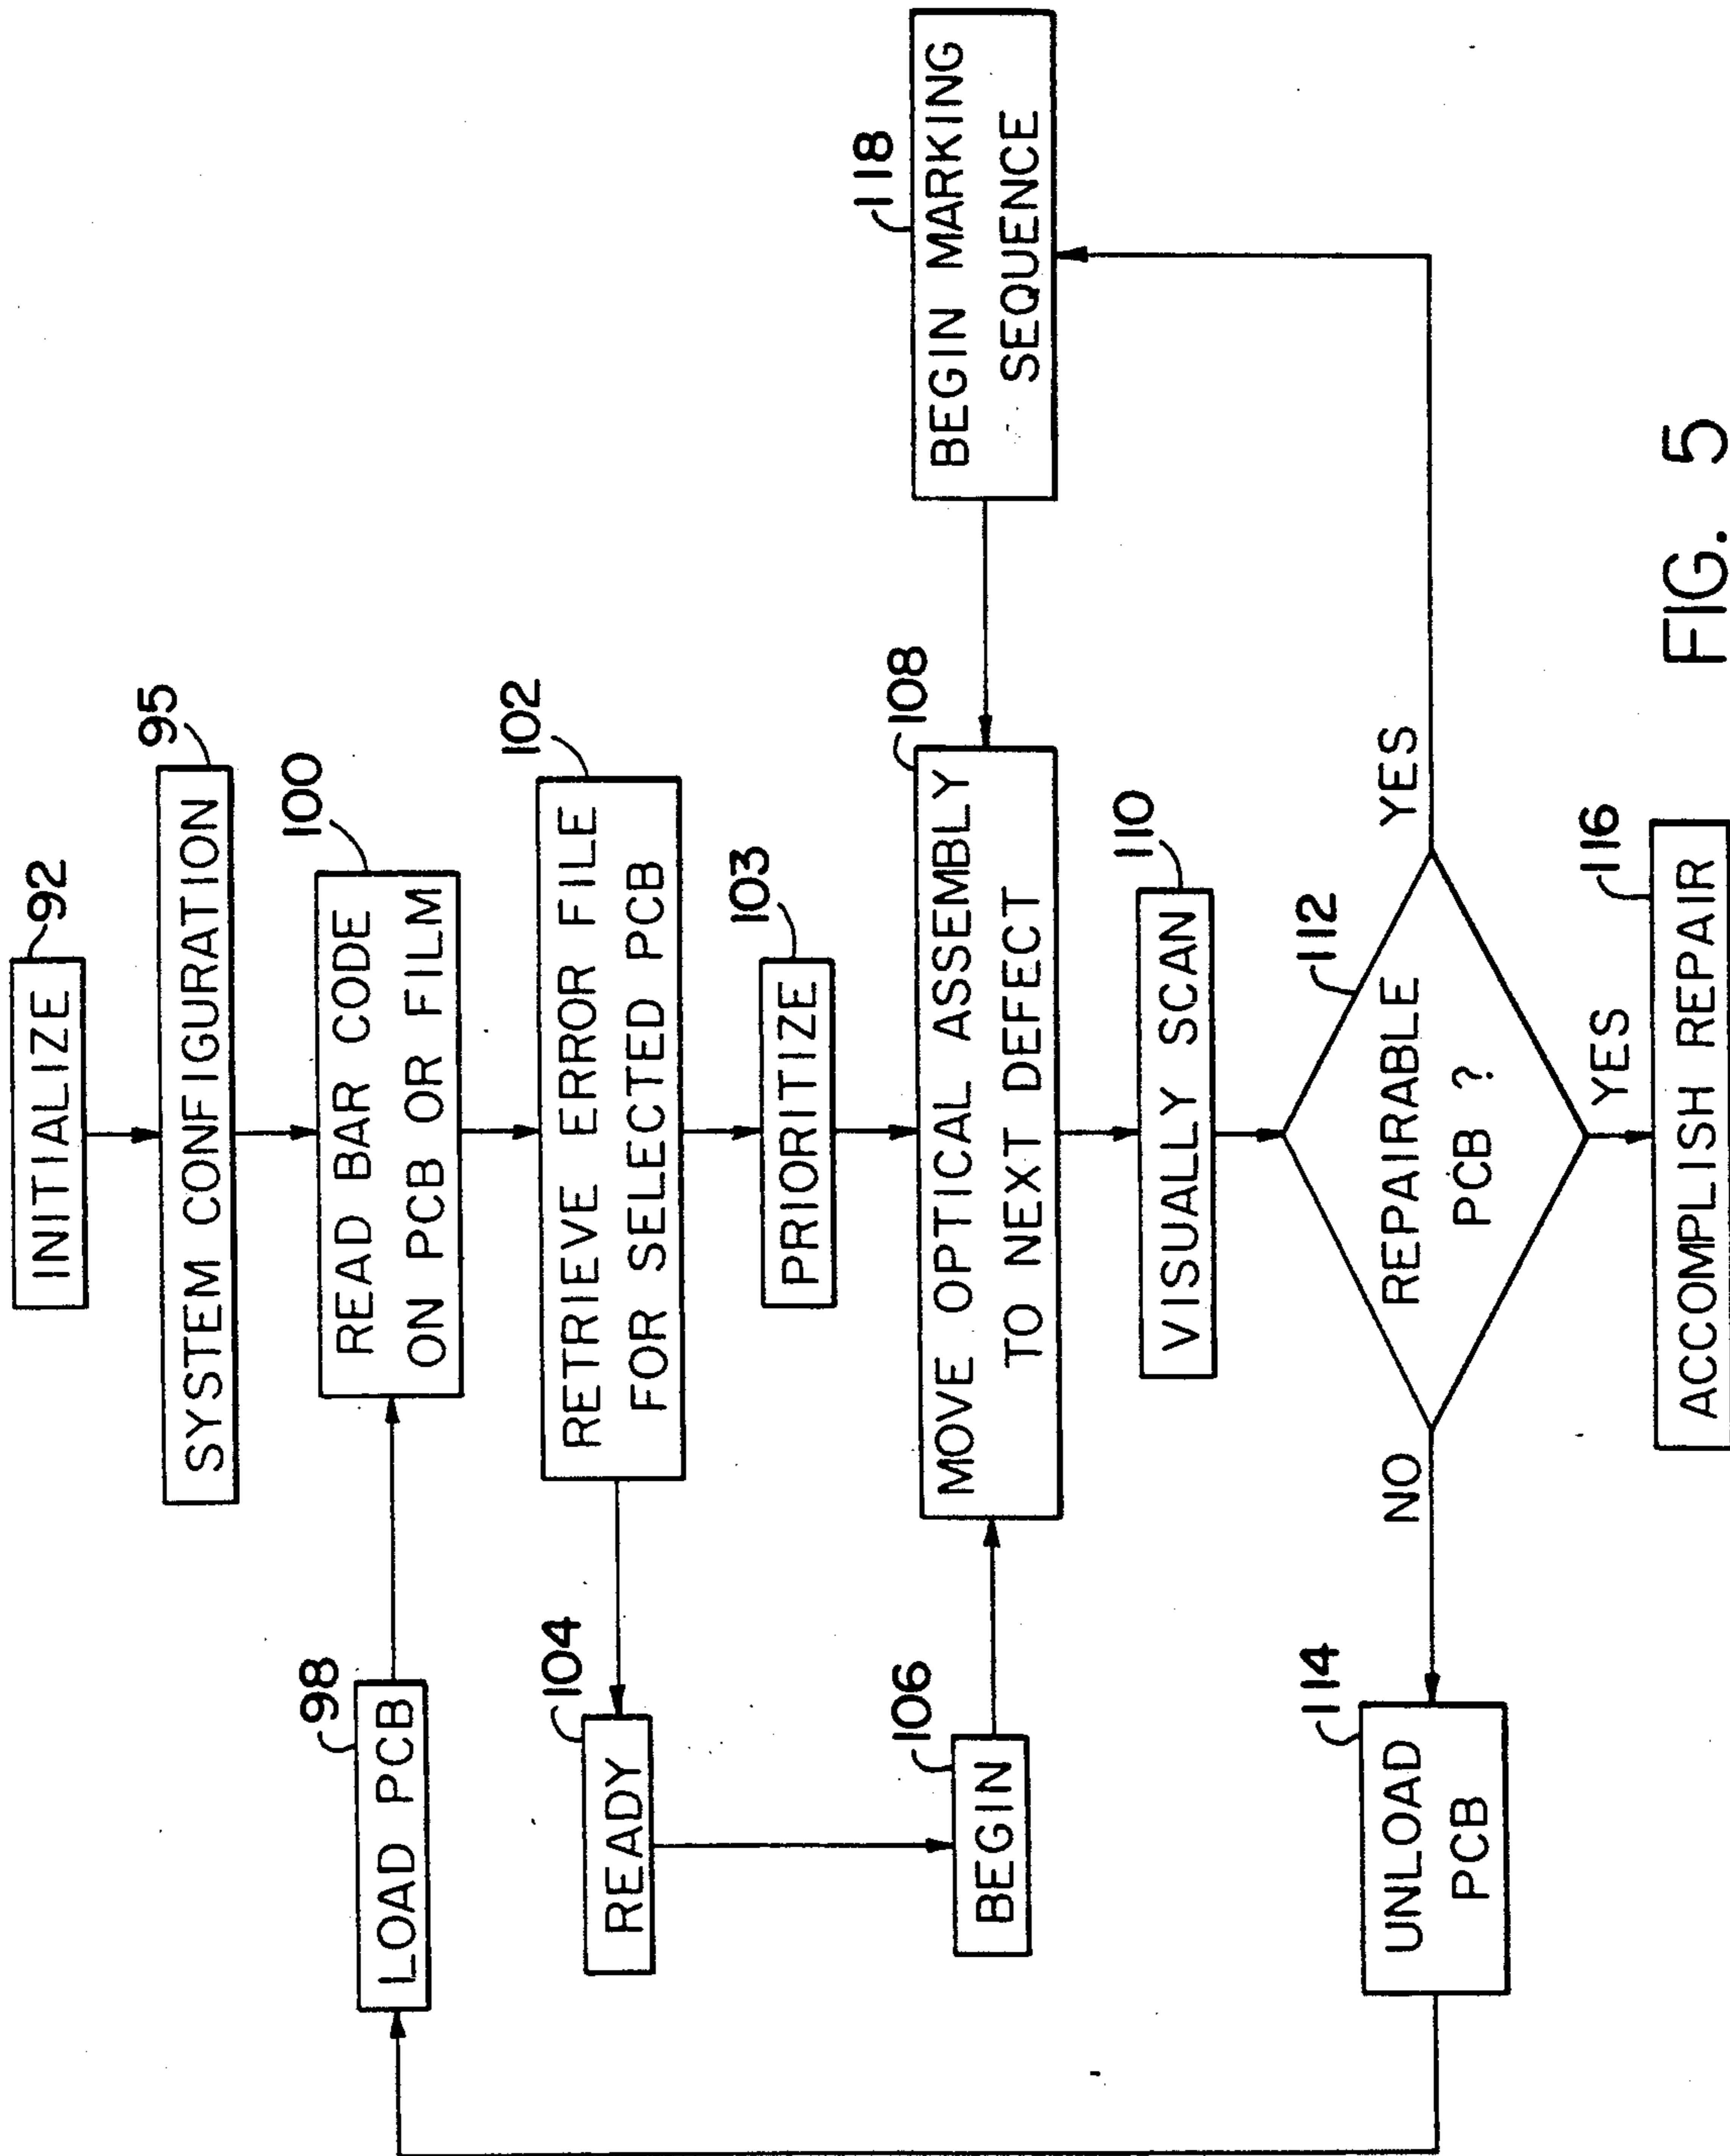 INITIALIZE
92
SYSTEM CONFIGURATION
95
LOAD PCB
98
READ BAR CODE
ON PCB OR FILM
100
RETRIEVE ERROR FILE
FOR SELECTED PCB
102
READY
104
PRIORITIZE
103
BEGIN
106
MOVE OPTICAL ASSEMBLY
TO NEXT DEFECT
108
BEGIN MARKING
SEQUENCE
118
VISUALLY SCAN
110
REPAIRABLE
PCB ?
112
NO
YES
YES
UNLOAD
PCB
114
ACCOMPLISH REPAIR
116
FIG. 5